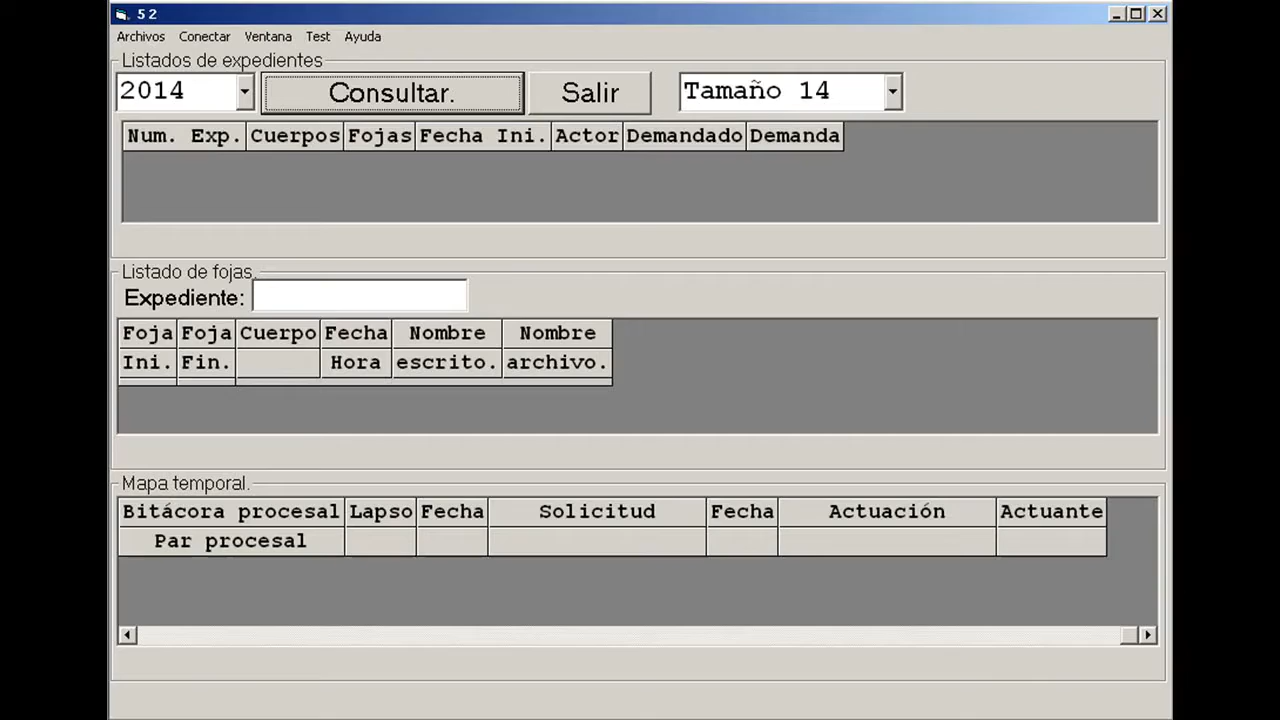 5 2
Archivos Conectar Ventana Test Ayuda
Listados de expedientes
2014 Consultar. Salir Tamaño 14
Num. Exp. Cuerpos Fojas Fecha Ini. Actor Demandado Demanda
Listado de fojas.
Expediente:
Foja Foja Cuerpo Fecha Nombre Nombre
Ini. Fin. Hora escrito. archivo.
Mapa temporal.
Bitácora procesal Lapso Fecha Solicitud Fecha Actuación Actuante
Par procesal